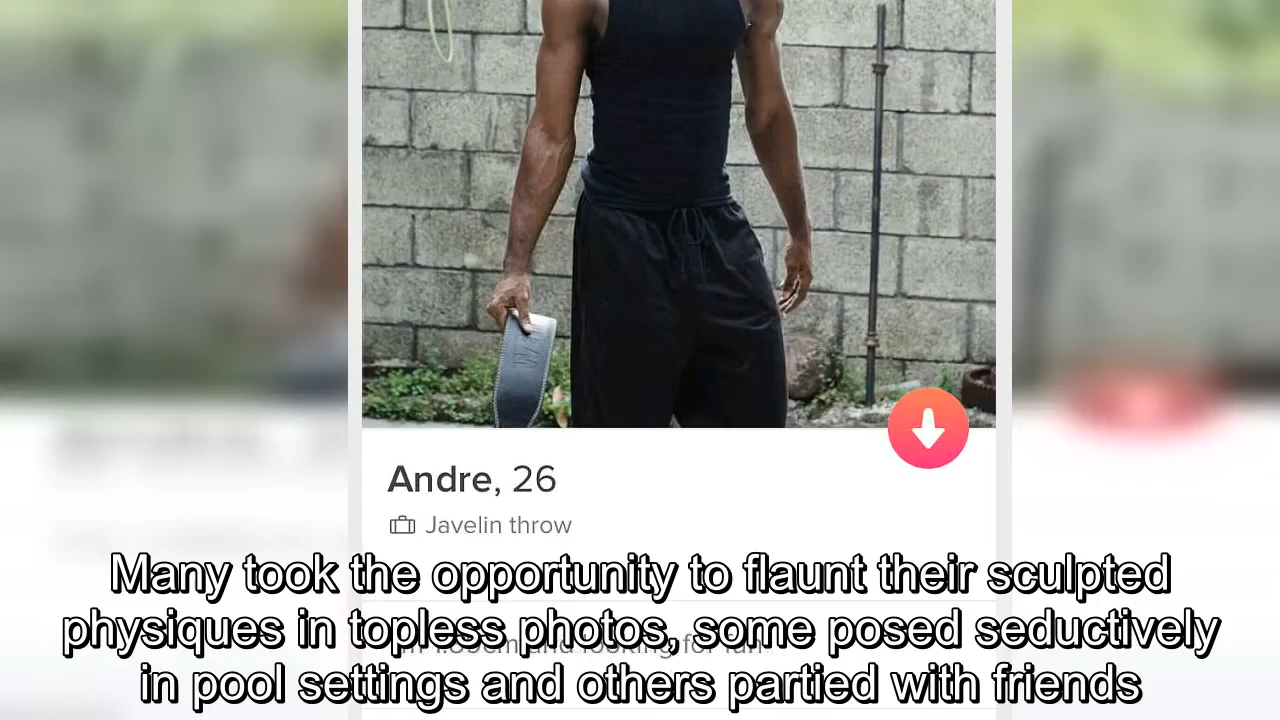 Andre, 26
Javelin throw
Many took the opportunity to flaunt their sculpted
physiques in topless photos, some posed seductively
in pool settings and others partied with friends